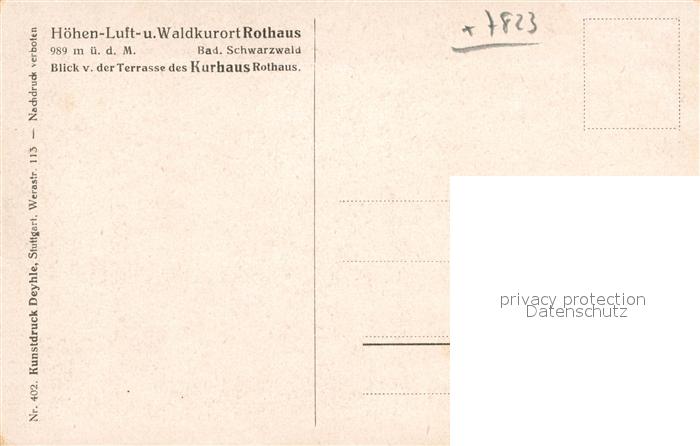 Höhen-Luft-u. Waldkurort Rothaus
989 m ü. d. M. Bad. Schwarzwald
Blick v. der Terrasse des Kurhaus Rothaus.
* 7823
Nr. 402. Kunstdruck Deyhle, Stuttgart, Werastr. 113 — Nachdruck verboten
privacy protection
Datenschutz